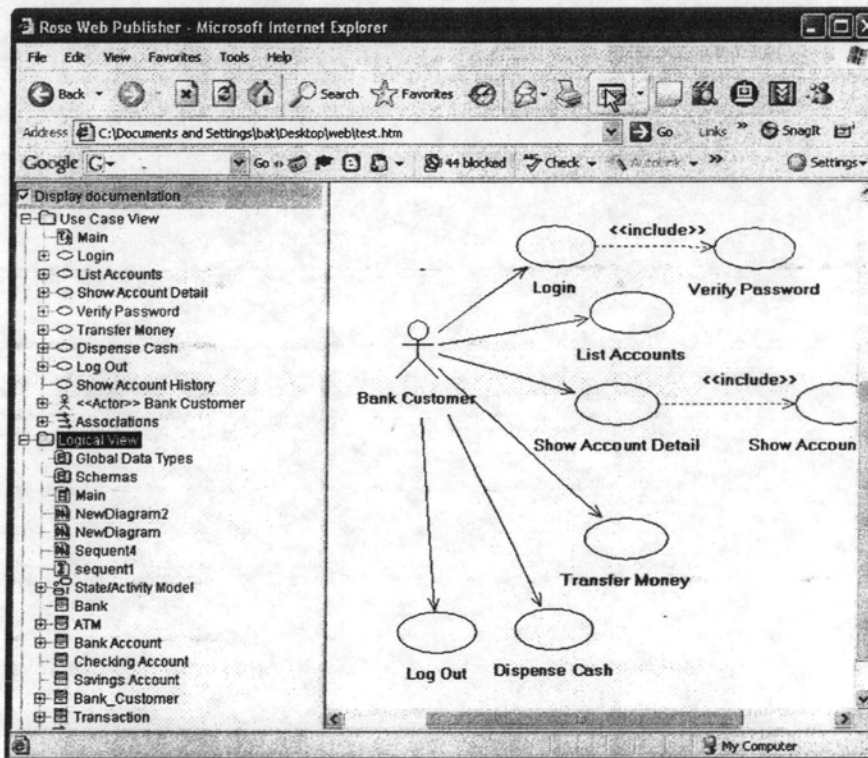 Rose Web Publisher - Microsoft Internet Explorer
File Edit View Favorites Tools Help
Back Search Favorites
Address C:\Documents and Settings\bat\Desktop\web\test.htm Go Links » SnagIt
Google G Go 44 blocked Check AutoLink » Settings
Display documentation
Use Case View
Main
Login
List Accounts
Show Account Detail
Verify Password
Transfer Money
Dispense Cash
Log Out
Show Account History
<<Actor>> Bank Customer
Associations
Logical View
Global Data Types
Schemas
Main
NewDiagram2
NewDiagram
Sequent4
sequent1
State/Activity Model
Bank
ATM
Bank Account
Checking Account
Savings Account
Bank_Customer
Transaction
<<include>>
Login Verify Password
List Accounts
<<include>>
Bank Customer
Show Account Detail Show Accoun
Transfer Money
Log Out Dispense Cash
My Computer